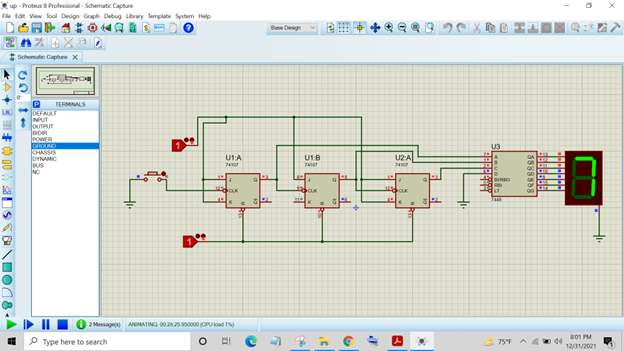 up - Proteus 8 Professional - Schematic Capture
File Edit View Tool Design Graph Debug Library Template System Help
Base Design
Schematic Capture
TERMINALS
DEFAULT
INPUT
OUTPUT
BIDIR
POWER
GROUND
CHASSIS
DYNAMIC
BUS
NC
U1:A
74107
J
Q
CLK
K
U1:B
74107
J
Q
CLK
K
U2:A
74107
J
Q
CLK
K
U3
A
B
C
D
BI/RBO
RBI
LT
QA
QB
QC
QD
QE
QF
QG
7448
1
1
7
2 Message(s)
ANIMATING: 00:28:25.950000 (CPU load 1%)
Type here to search
75°F
8:01 PM
12/31/2021